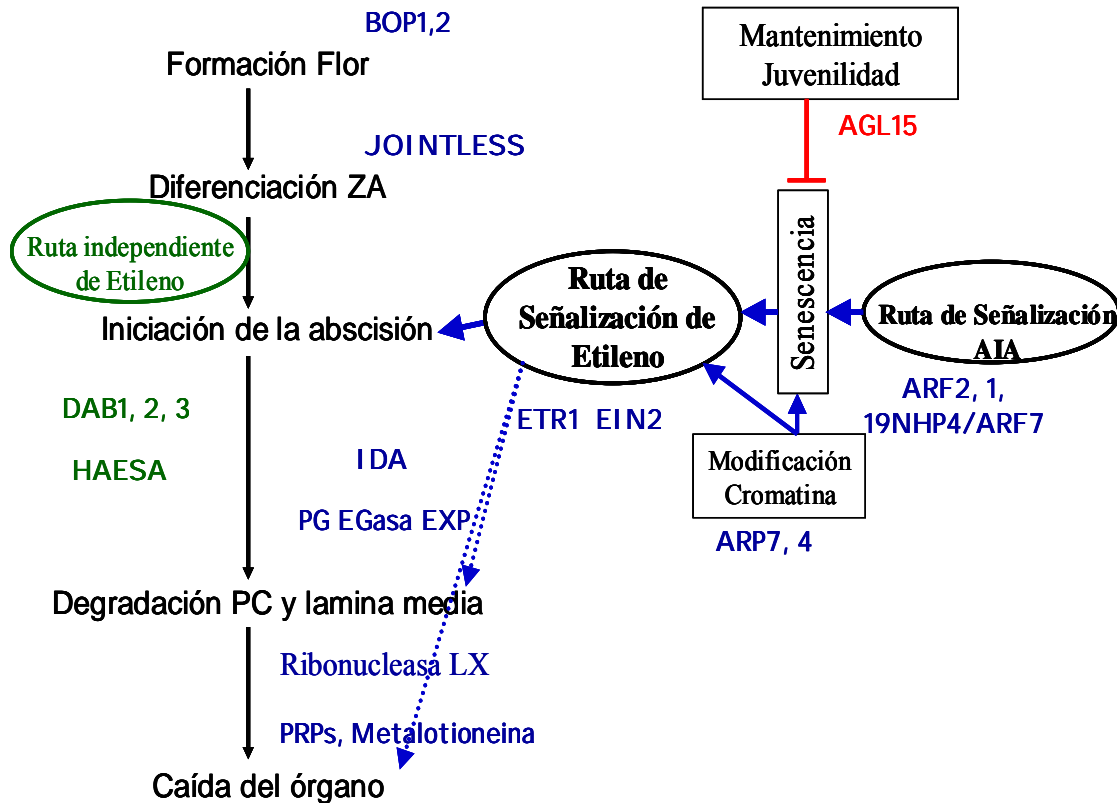 BOP1,2
Formación Flor
Mantenimiento
Juvenilidad
AGL15
JOINTLESS
Diferenciación ZA
Ruta independiente
de Etileno
Iniciación de la abscisión
Ruta de
Señalización de
Etileno
Senescencia
Ruta de Señalización
AIA
ARF2, 1,
19NHP4/ARF7
DAB1, 2, 3
HAESA
ETR1 EIN2
IDA
PG EGasa EXP
Modificación
Cromatina
ARP7, 4
Degradación PC y lamina media
Ribonucleasa LX
PRPs, Metalotioneina
Caída del órgano